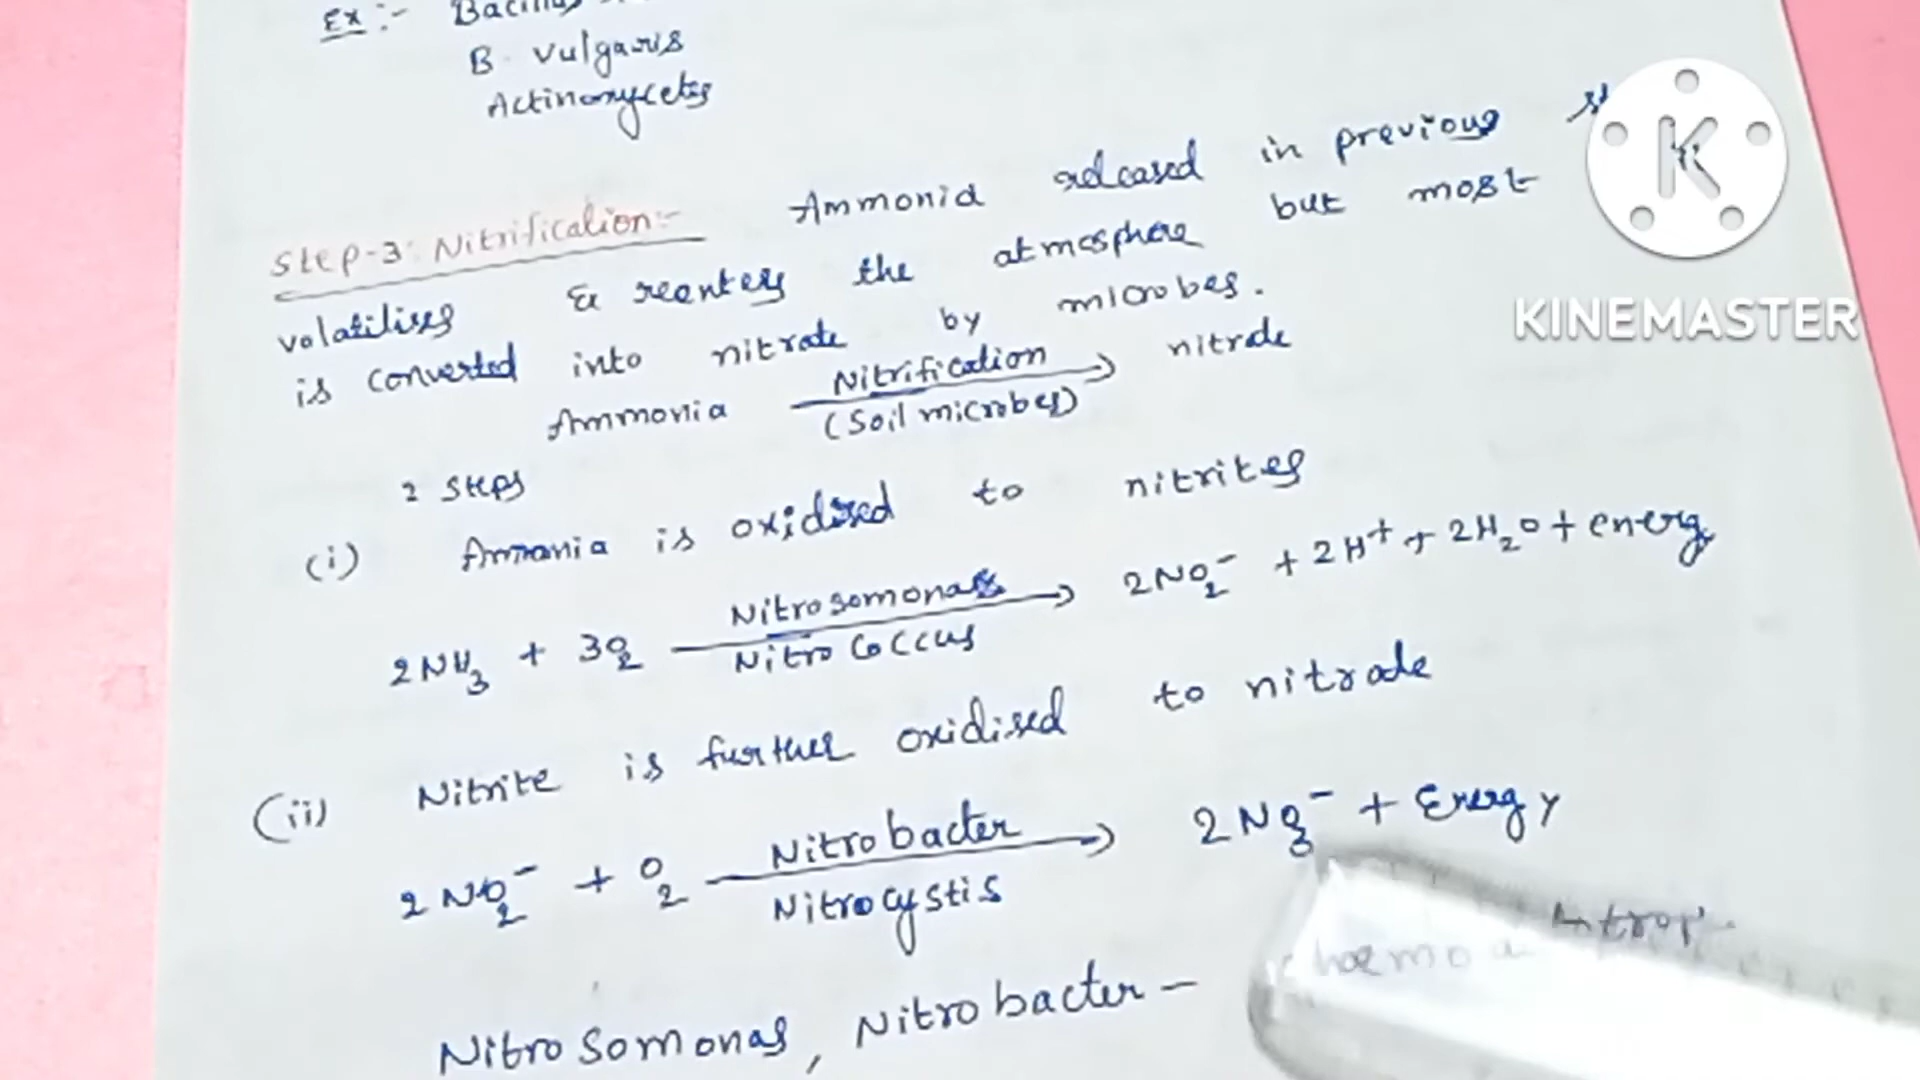 Ex :- Bacillus
B. vulgaris
Actinomycetes
Step-3: Nitrification:- Ammonia released in previous
volatilises & reenters the atmosphere but most
is converted into nitrate by microbes.
Ammonia Nitrification nitrate
(Soil microbes)
2 steps
(i) Ammonia is oxidised to nitrites
2NH₃ + 3O₂ Nitrosomonas → 2NO₂⁻ + 2H⁺ + 2H₂O + energy
Nitro coccus
(ii) Nitrite is further oxidised to nitrate
2NO₂⁻ + O₂ Nitrobacter → 2NO₃⁻ + Energy
Nitrocystis
Nitrosomonas, Nitrobacter -
KINEMASTER